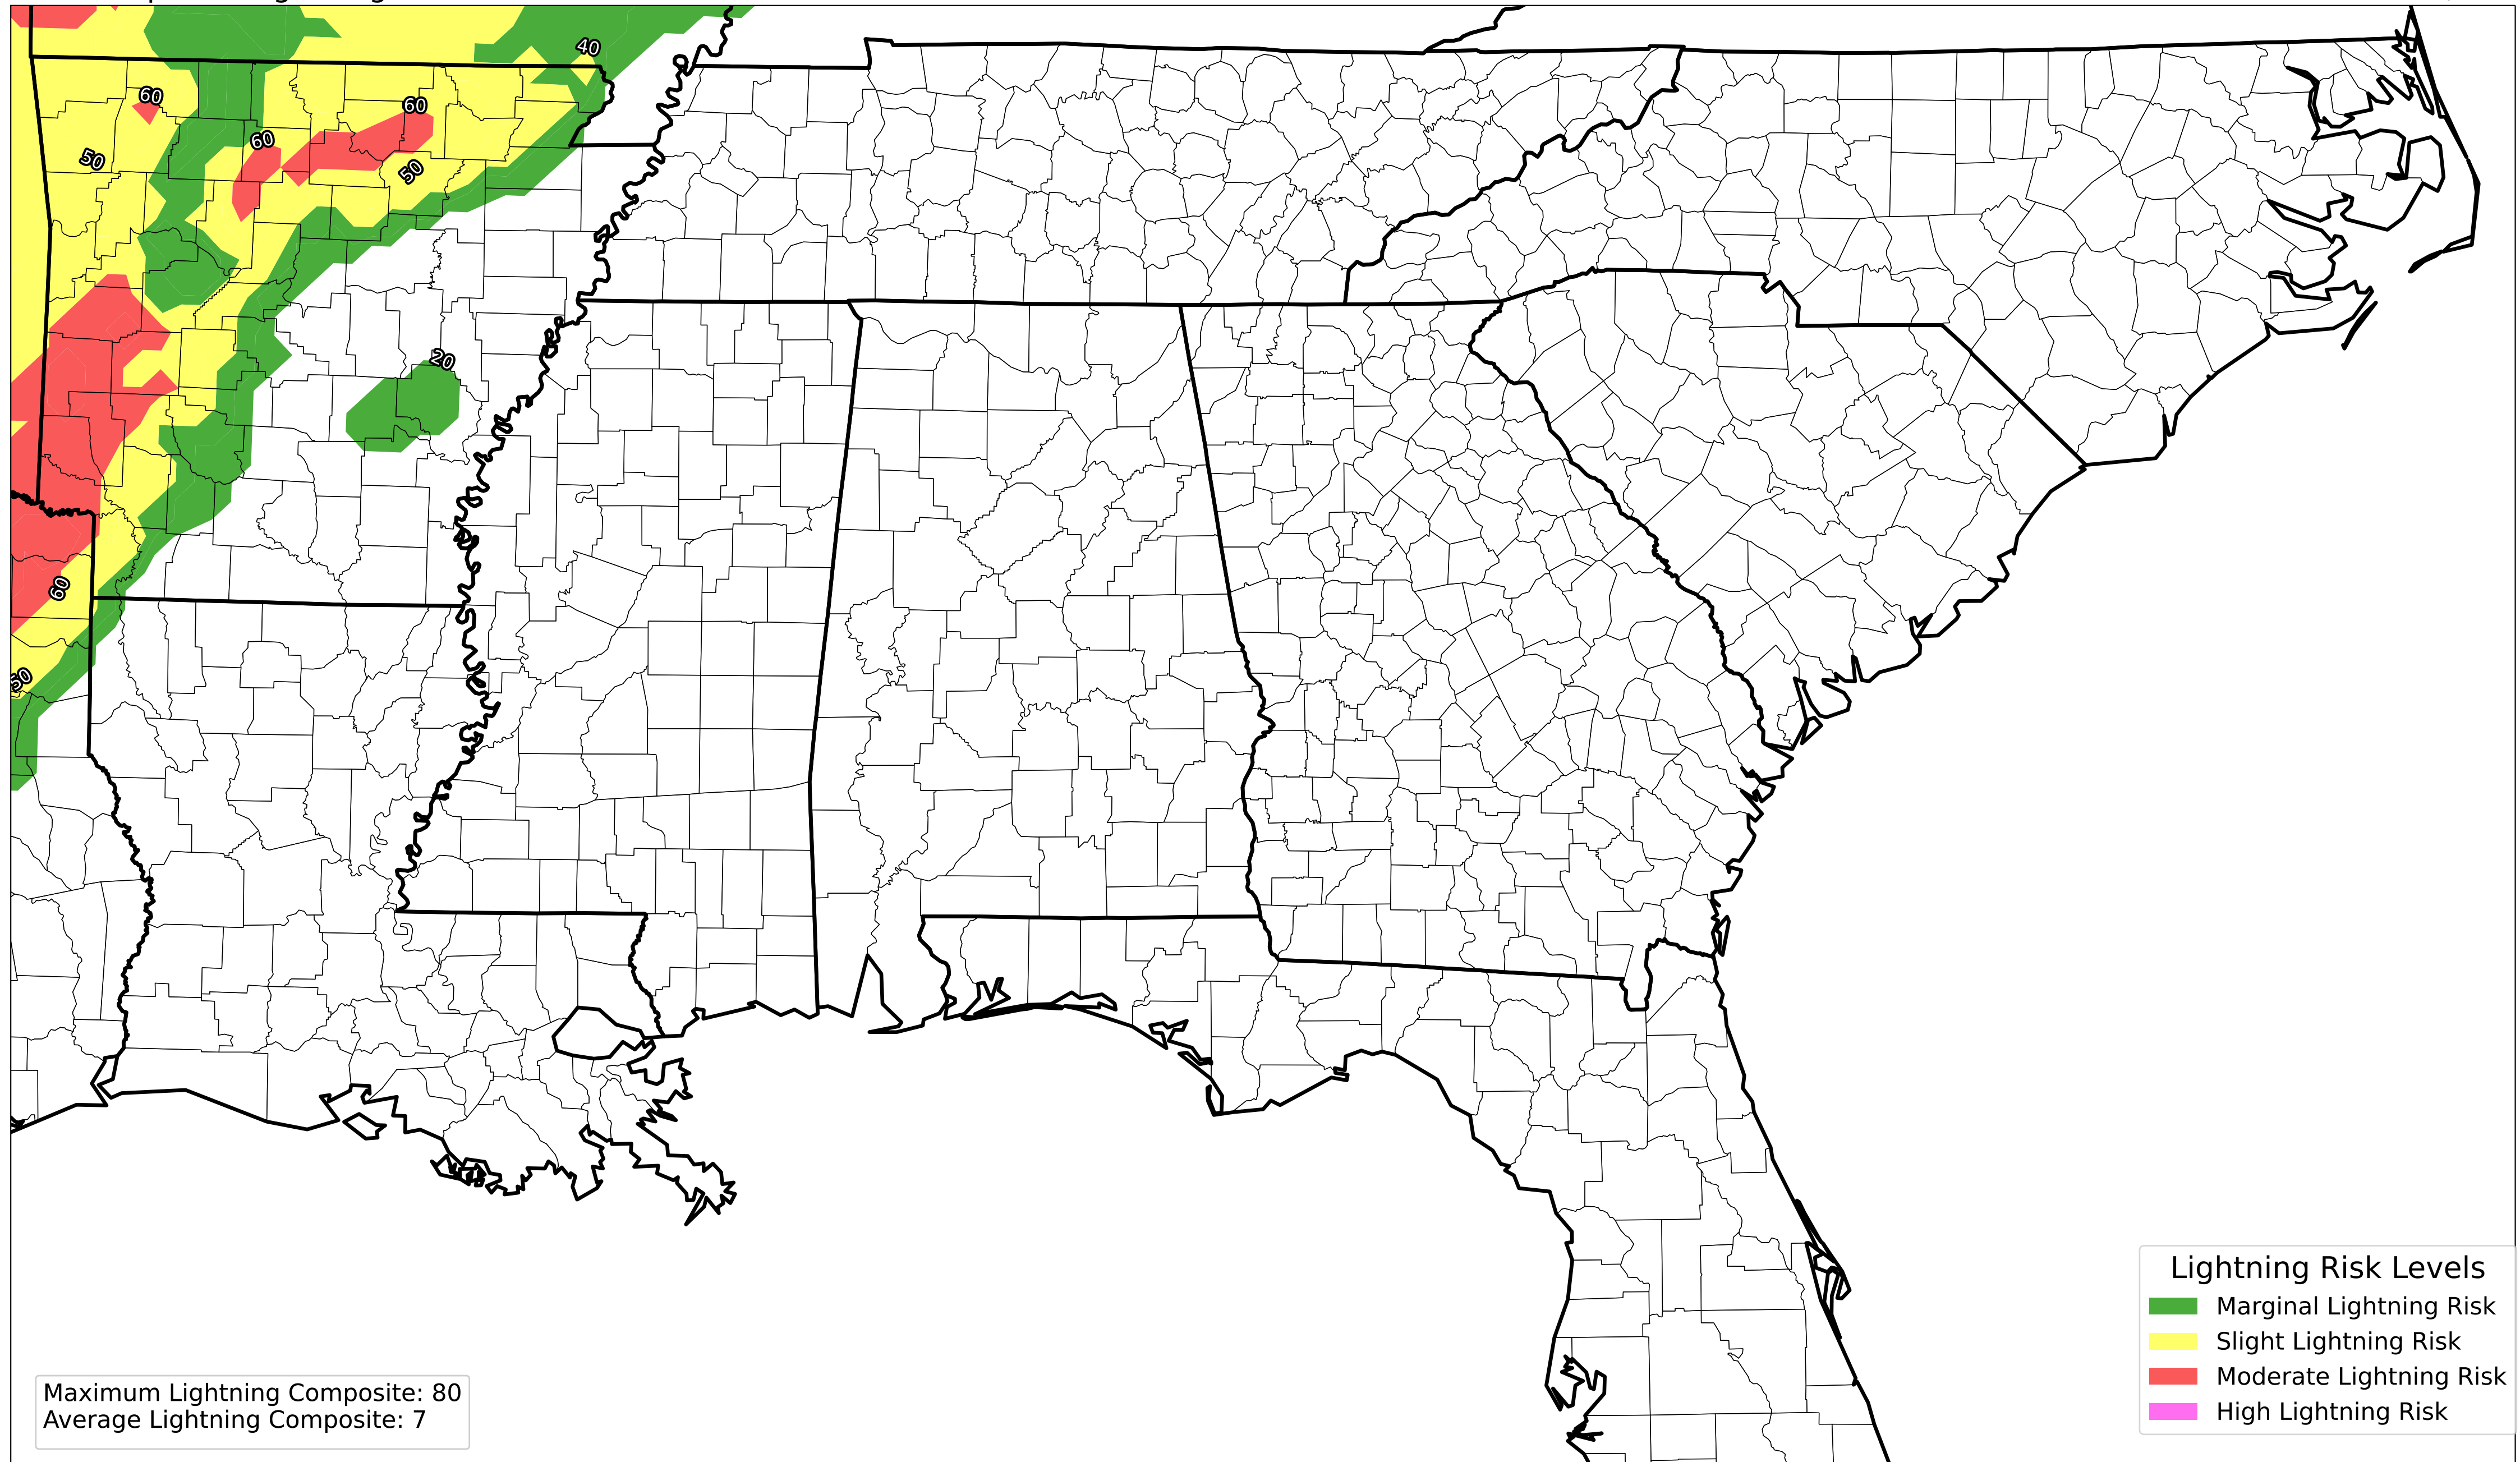 40
60
60
60
50
50
20
60
50
Lightning Risk Levels
Marginal Lightning Risk
Slight Lightning Risk
Moderate Lightning Risk
High Lightning Risk
Maximum Lightning Composite: 80
Average Lightning Composite: 7